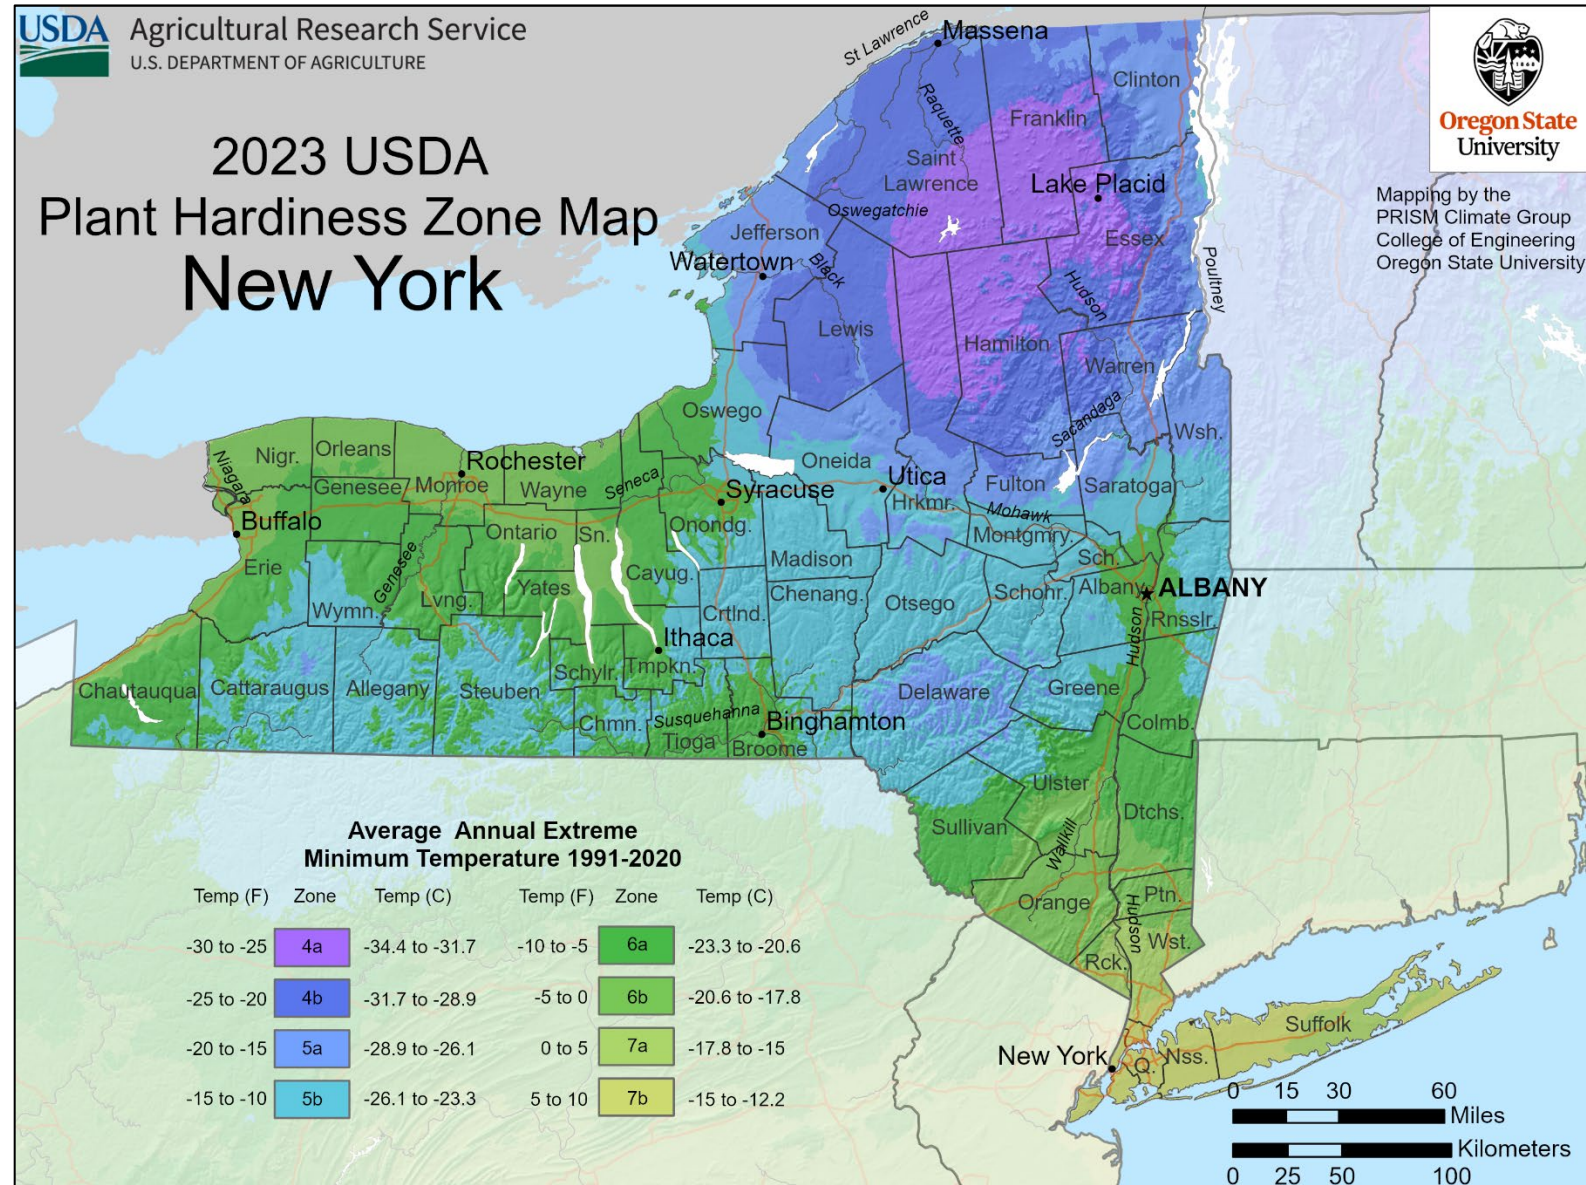 USDA
Agricultural Research Service
U.S. DEPARTMENT OF AGRICULTURE
2023 USDA
Plant Hardiness Zone Map
New York
Oregon State
University
Mapping by the
PRISM Climate Group
College of Engineering
Oregon State University
St Lawrence
Massena
Clinton
Raquette
Franklin
Saint
Lawrence
Lake Placid
Oswegatchie
Jefferson
Essex
Watertown
Black
Hudson
Poultney
Lewis
Hamilton
Warren
Oswego
Sacandaga
Wsh.
Nigr.
Orleans
Niagara
Rochester
Oneida
Utica
Genesee
Monroe
Wayne
Seneca
Syracuse
Hrkmr.
Fulton
Saratoga
Mohawk
Buffalo
Ontario
Sn.
Onondg.
Montgmry.
Erie
Genesee
Cayug.
Madison
Sch.
Wymn.
Lvng.
Yates
Crtlnd.
Chenang.
Otsego
Schohr.
Albany
ALBANY
Rnsslr.
Ithaca
Hudson
Schylr.
Tmpkn.
Chautauqua
Cattaraugus
Allegany
Steuben
Delaware
Greene
Chmn.
Susquehanna
Tioga
Binghamton
Broome
Colmb.
Ulster
Dtchs.
Sullivan
Wallkill
Orange
Ptn.
Hudson
Wst.
Rck.
Suffolk
New York
Q.
Nss.
Average Annual Extreme
Minimum Temperature 1991-2020
Temp (F) Zone Temp (C) Temp (F) Zone Temp (C)
-30 to -25 4a -34.4 to -31.7 -10 to -5 6a -23.3 to -20.6
-25 to -20 4b -31.7 to -28.9 -5 to 0 6b -20.6 to -17.8
-20 to -15 5a -28.9 to -26.1 0 to 5 7a -17.8 to -15
-15 to -10 5b -26.1 to -23.3 5 to 10 7b -15 to -12.2
0 15 30 60
Miles
Kilometers
0 25 50 100